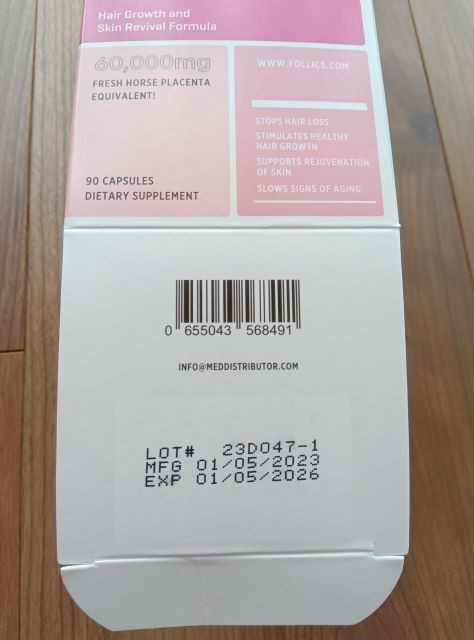 Hair Growth and
Skin Revival Formula
60,000mg
FRESH HORSE PLACENTA
EQUIVALENT!
90 CAPSULES
DIETARY SUPPLEMENT
WWW.FOLLICS.COM
STOPS HAIR LOSS
STIMULATES HEALTHY
HAIR GROWTH
SUPPORTS REJUVENATION
OF SKIN
SLOWS SIGNS OF AGING
0 655043 568491
INFO@MEDDISTRIBUTOR.COM
LOT# 23D047-1
MFG 01/05/2023
EXP 01/05/2026